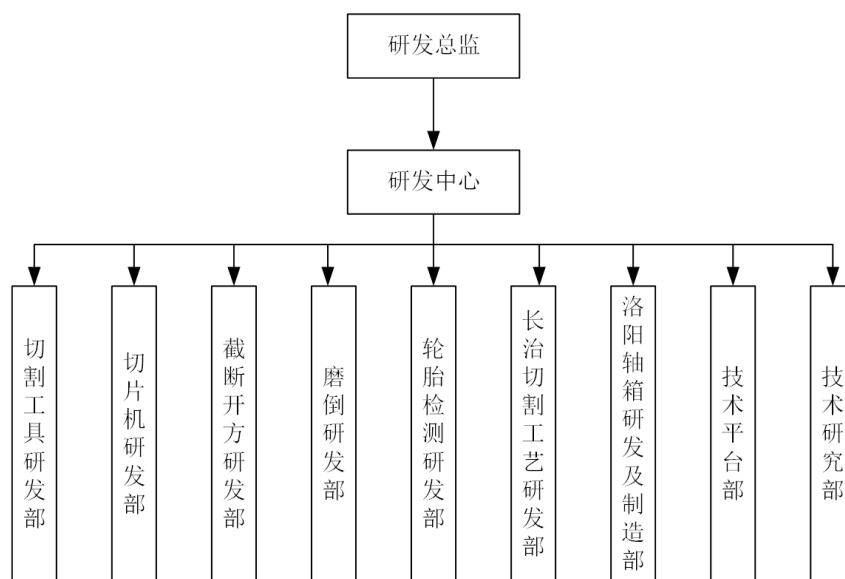 研发总监
研发中心
切割工具研发部
切片机研发部
截断开方研发部
磨倒研发部
轮胎检测研发部
长治切割工艺研发部
洛阳轴箱研发及制造部
技术平台部
技术研究部